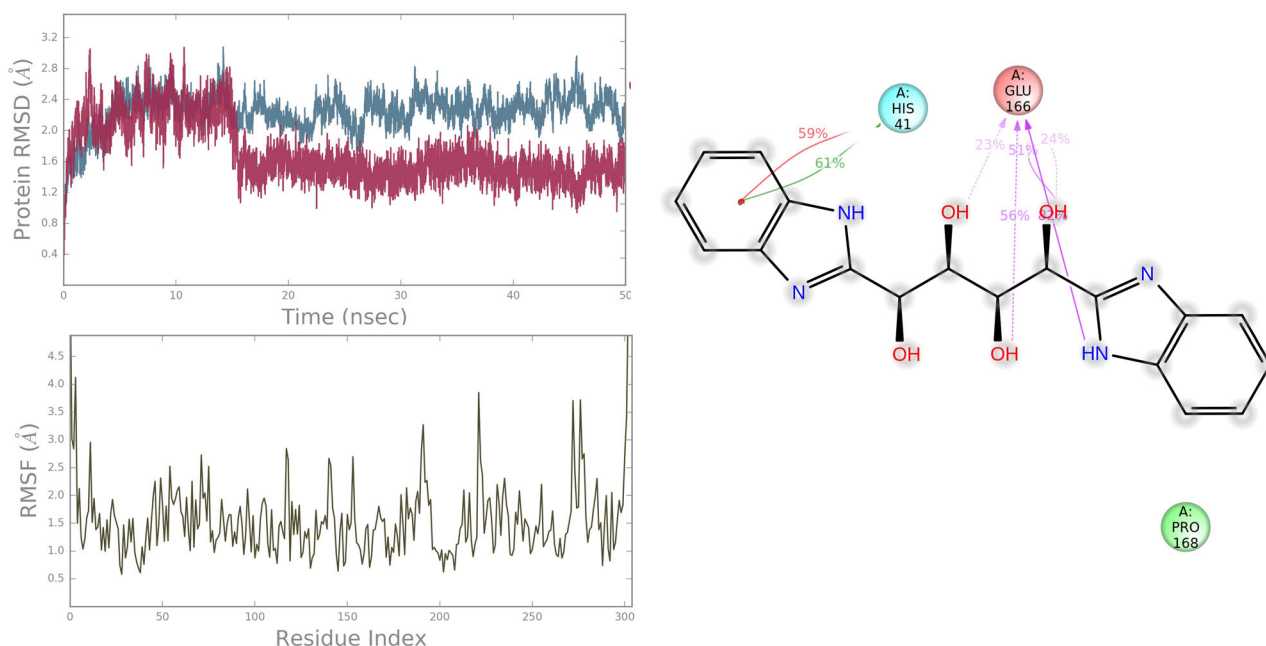 Protein RMSD (Å)
3.2
2.8
2.4
2.0
1.6
1.2
0.8
0.4
0
10
20
30
40
50
Time (nsec)
RMSF (Å)
4.5
4.0
3.5
3.0
2.5
2.0
1.5
1.0
0.5
0
50
100
150
200
250
300
Residue Index
A:
HIS
41
A:
GLU
166
59%
61%
23%
51%
24%
56%
NH
N
OH
OH
OH
OH
N
HN
A:
PRO
168